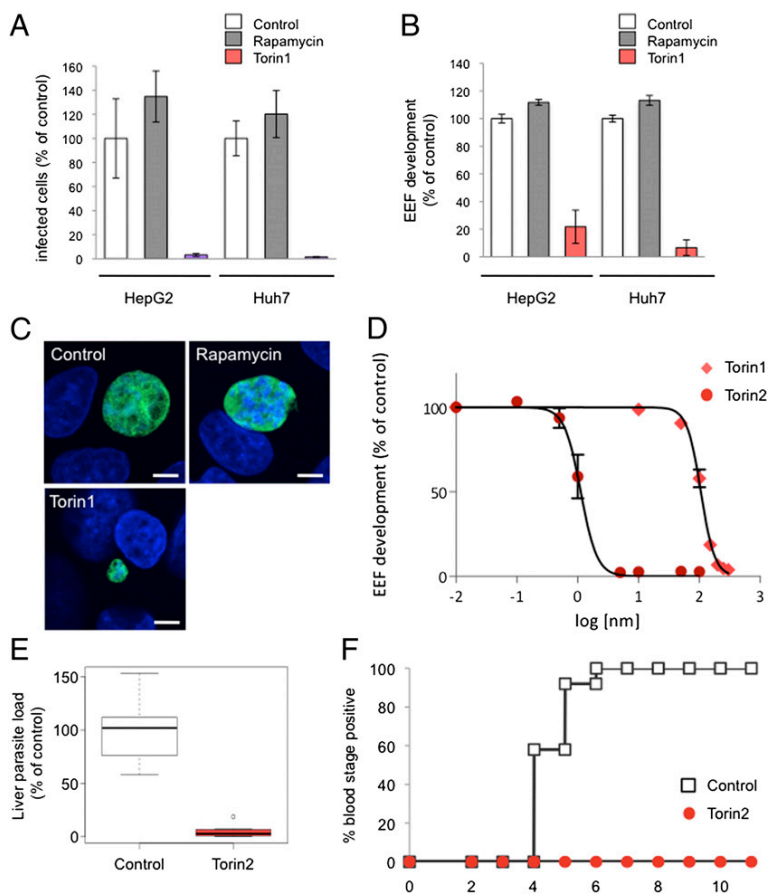 A
Control
Rapamycin
Torin1
infected cells (% of control)
160
140
120
100
80
60
40
20
0
HepG2
Huh7
B
Control
Rapamycin
Torin1
EEF development
(% of control)
140
120
100
80
60
40
20
0
HepG2
Huh7
C
Control
Rapamycin
Torin1
D
Torin1
Torin2
EEF development (% of control)
100
50
0
-2
-1
0
1
2
3
log [nm]
E
Liver parasite load
(% of control)
150
100
50
0
Control
Torin2
F
% blood stage positive
100
80
60
40
20
0
Control
Torin2
0
2
4
6
8
10